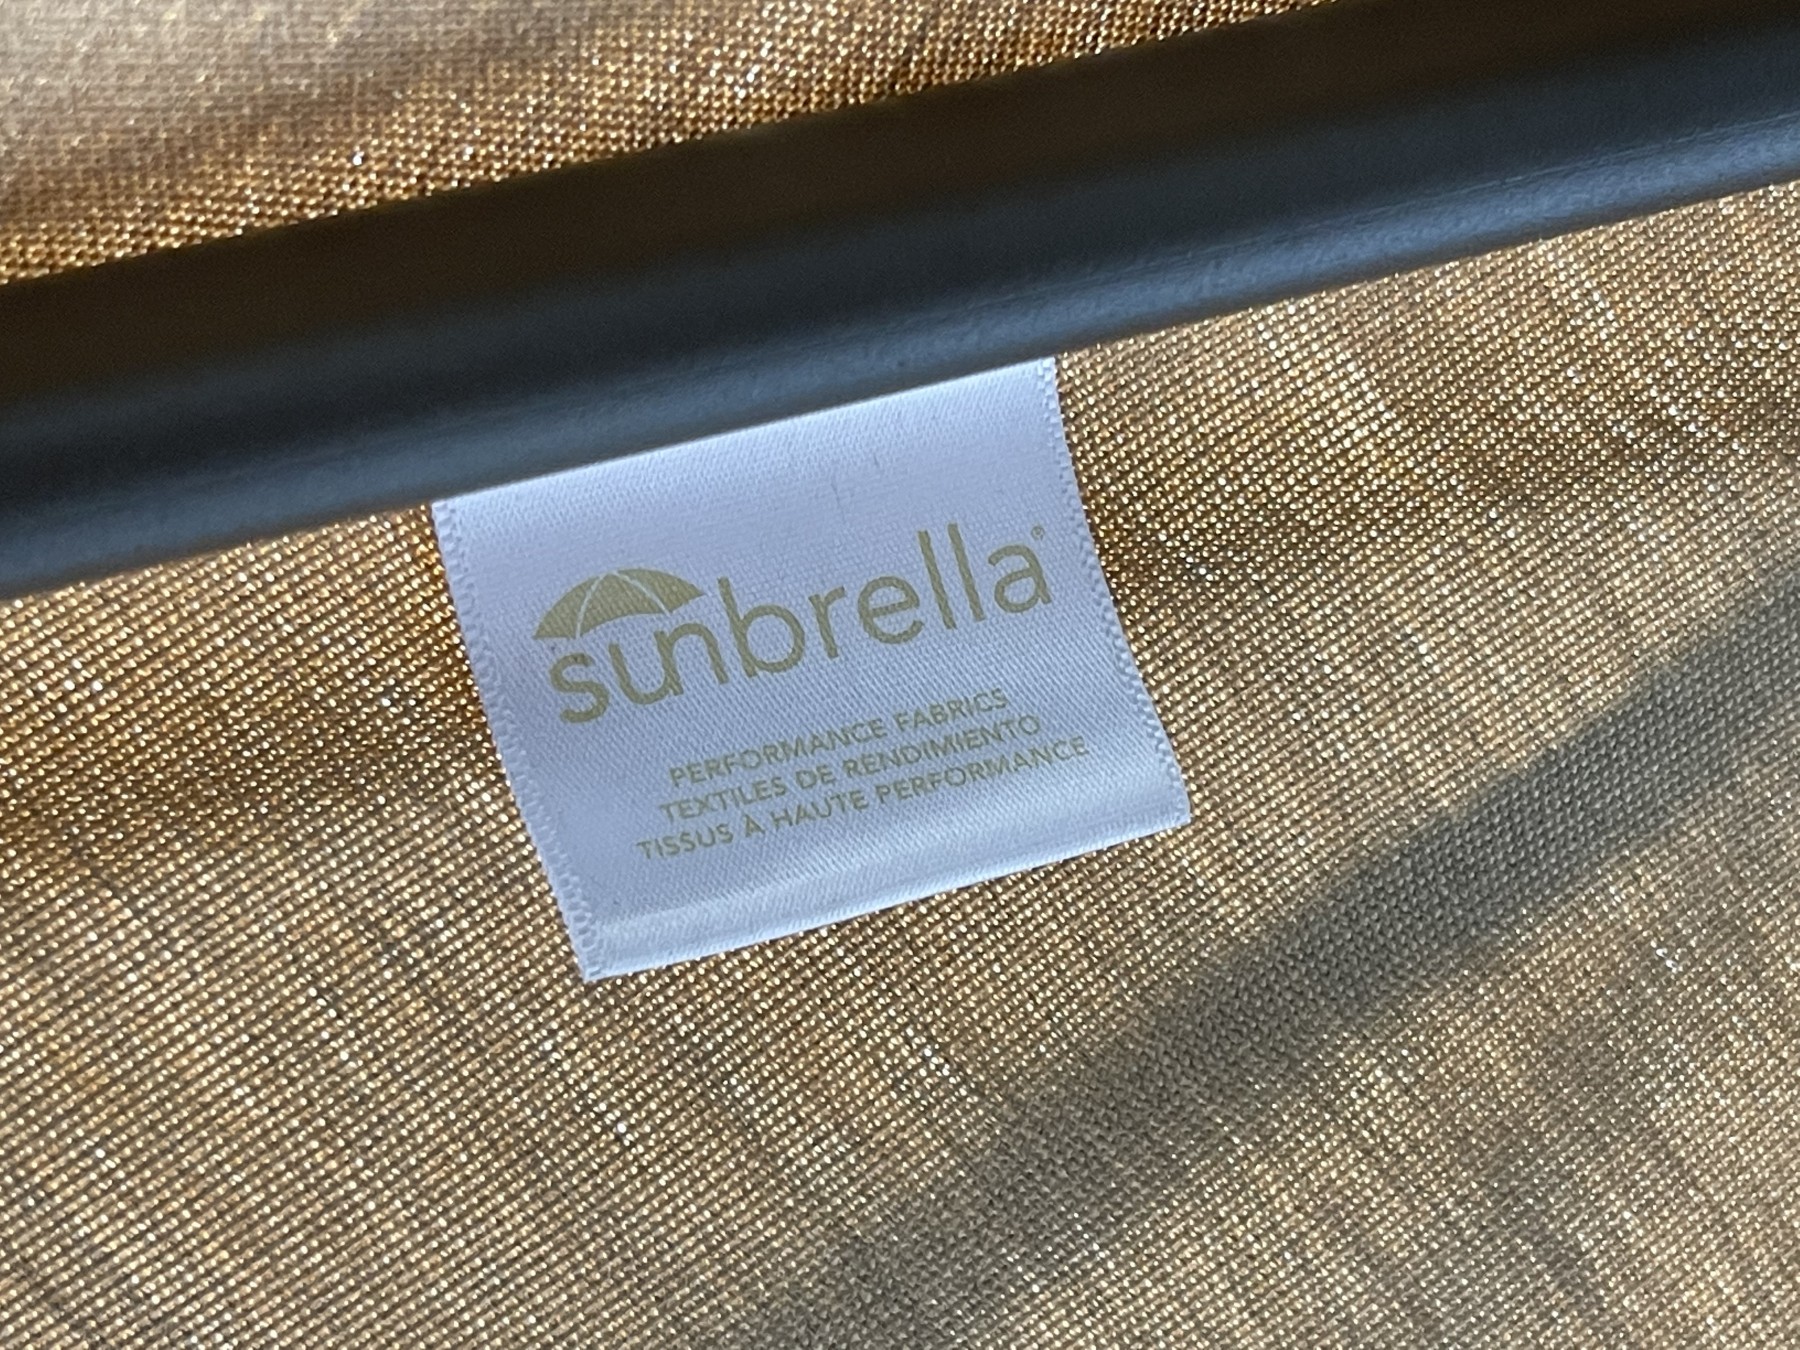 sunbrella®
PERFORMANCE FABRICS
TEXTILES DE RENDIMIENTO
TISSUS À HAUTE PERFORMANCE